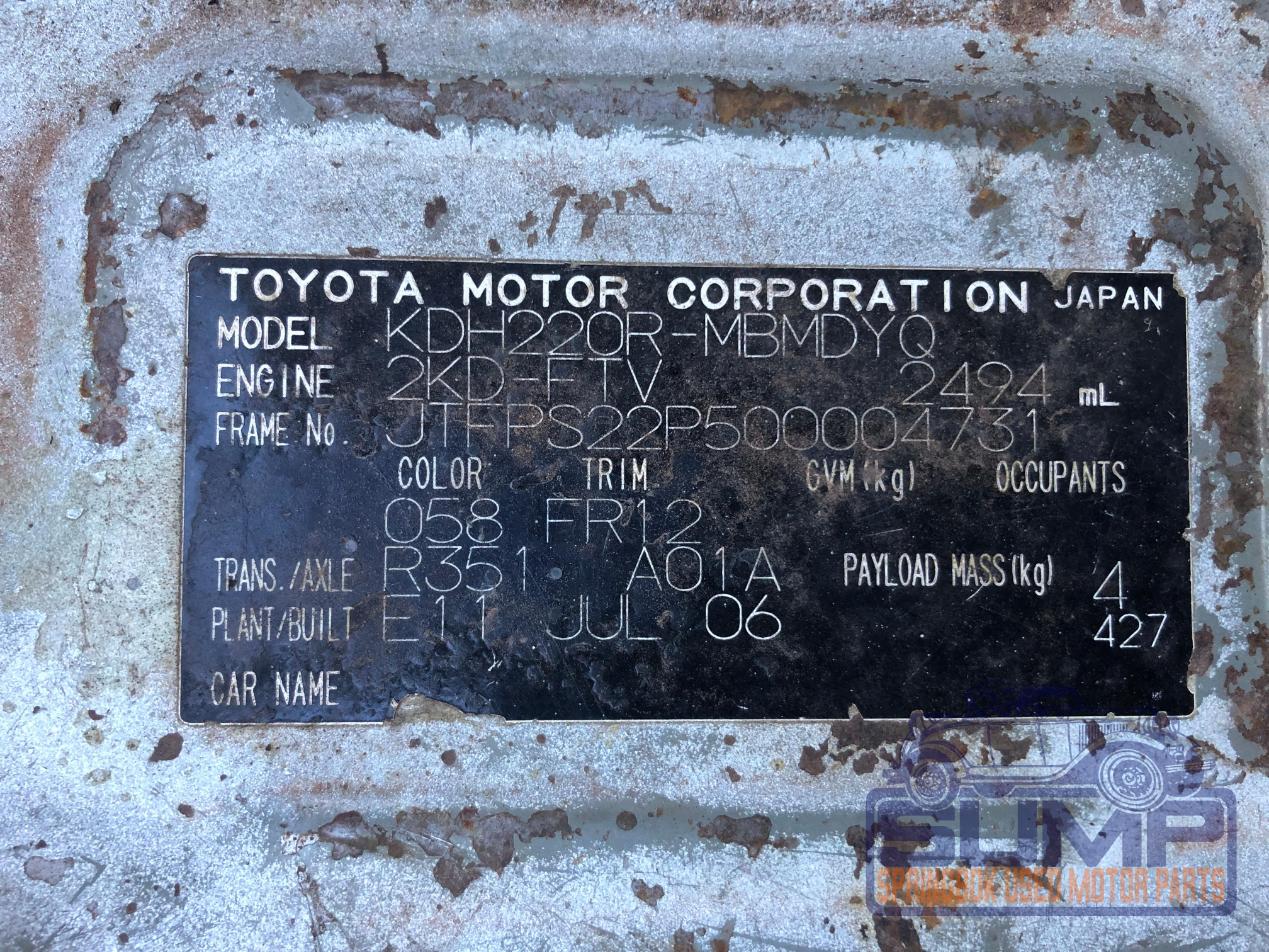 TOYOTA MOTOR CORPORATION JAPAN
MODEL KDH220R-MBMDYQ
ENGINE 2KD-FTV 2494 mL
FRAME No. JTFPS22P500004731
COLOR TRIM GVM(kg) OCCUPANTS
058 FR12
TRANS./AXLE R351 A01A PAYLOAD MASS(kg) 4
PLANT/BUILT E11 JUL 06 427
CAR NAME
SUMP
SPRINGBOK USED MOTOR PARTS